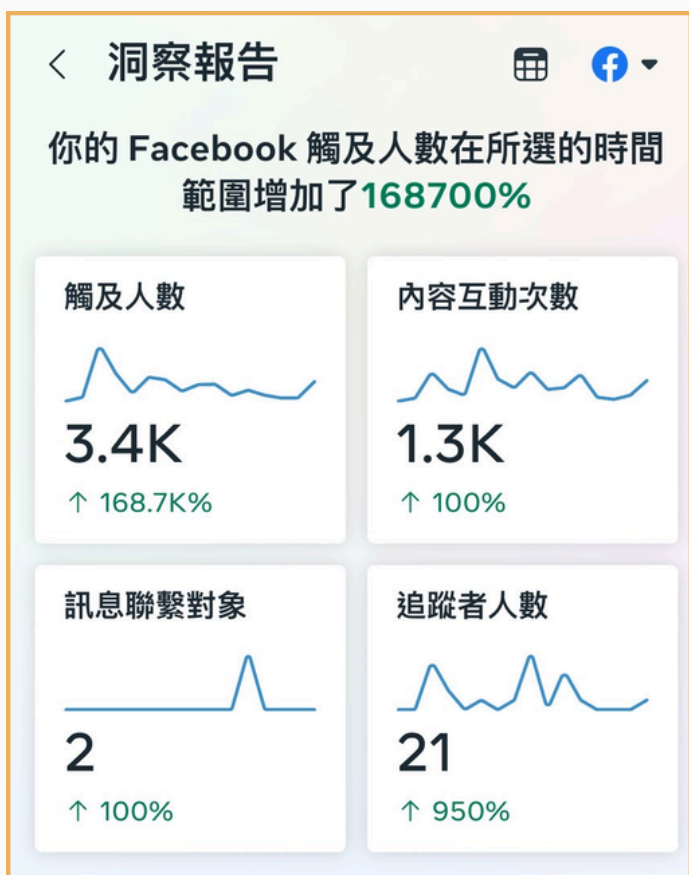 洞察報告
你的 Facebook 觸及人數在所選的時間
範圍增加了168700%
觸及人數
3.4K
↑ 168.7K%
內容互動次數
1.3K
↑ 100%
訊息聯繫對象
2
↑ 100%
追蹤者人數
21
↑ 950%